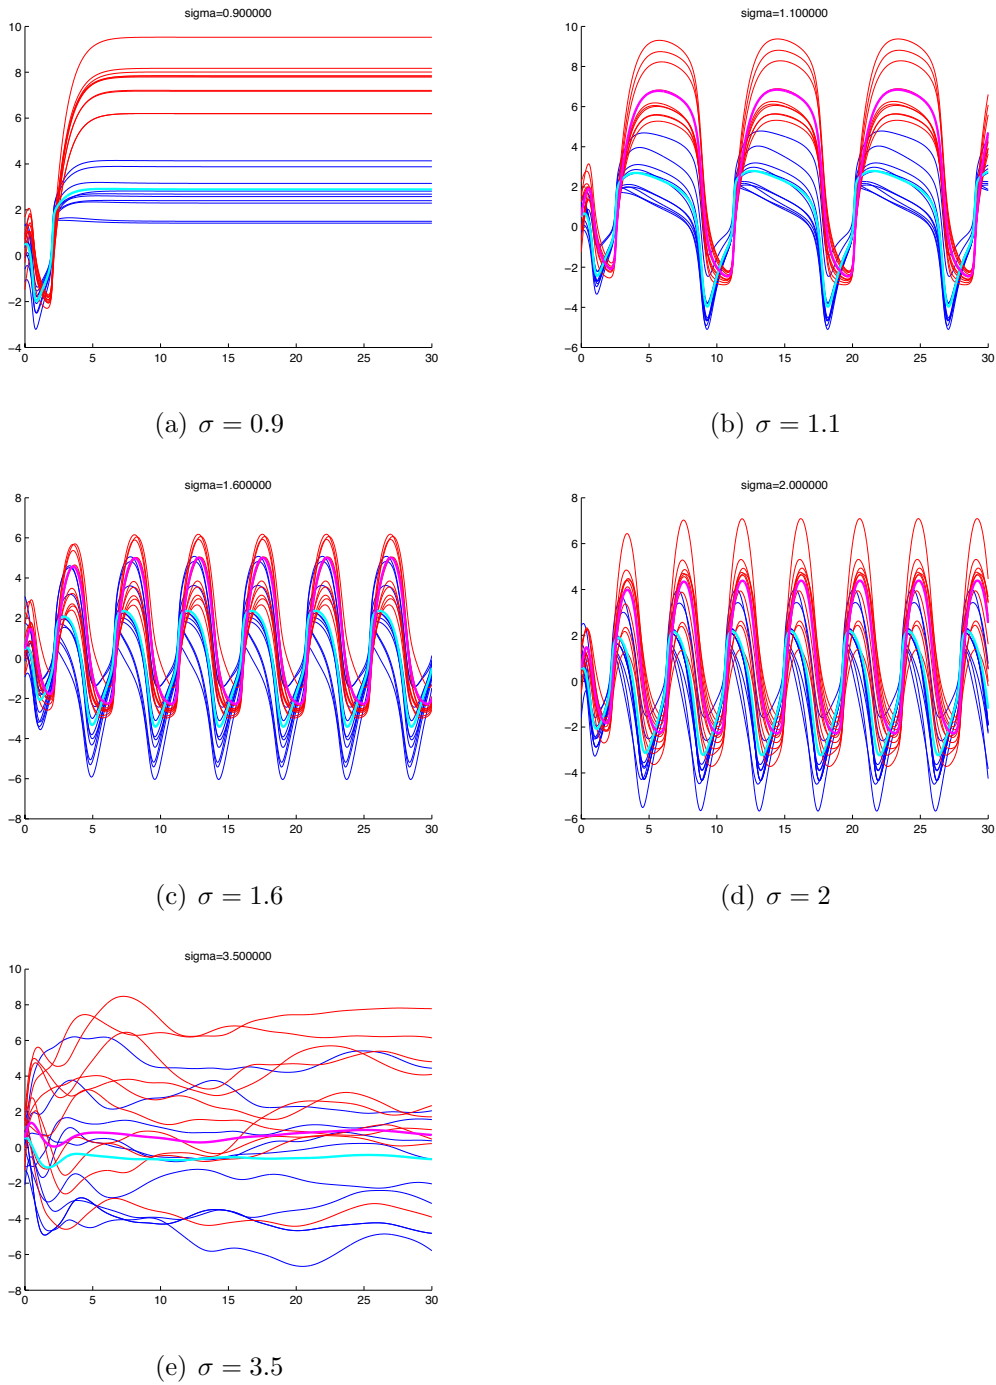 sigma=0.900000
10
8
6
4
2
0
−2
−4
0 5 10 15 20 25 30
(a) σ = 0.9
sigma=1.100000
10
8
6
4
2
0
−2
−4
−6
0 5 10 15 20 25 30
(b) σ = 1.1
sigma=1.600000
8
6
4
2
0
−2
−4
−6
−8
0 5 10 15 20 25 30
(c) σ = 1.6
sigma=2.000000
8
6
4
2
0
−2
−4
−6
0 5 10 15 20 25 30
(d) σ = 2
sigma=3.500000
10
8
6
4
2
0
−2
−4
−6
−8
0 5 10 15 20 25 30
(e) σ = 3.5